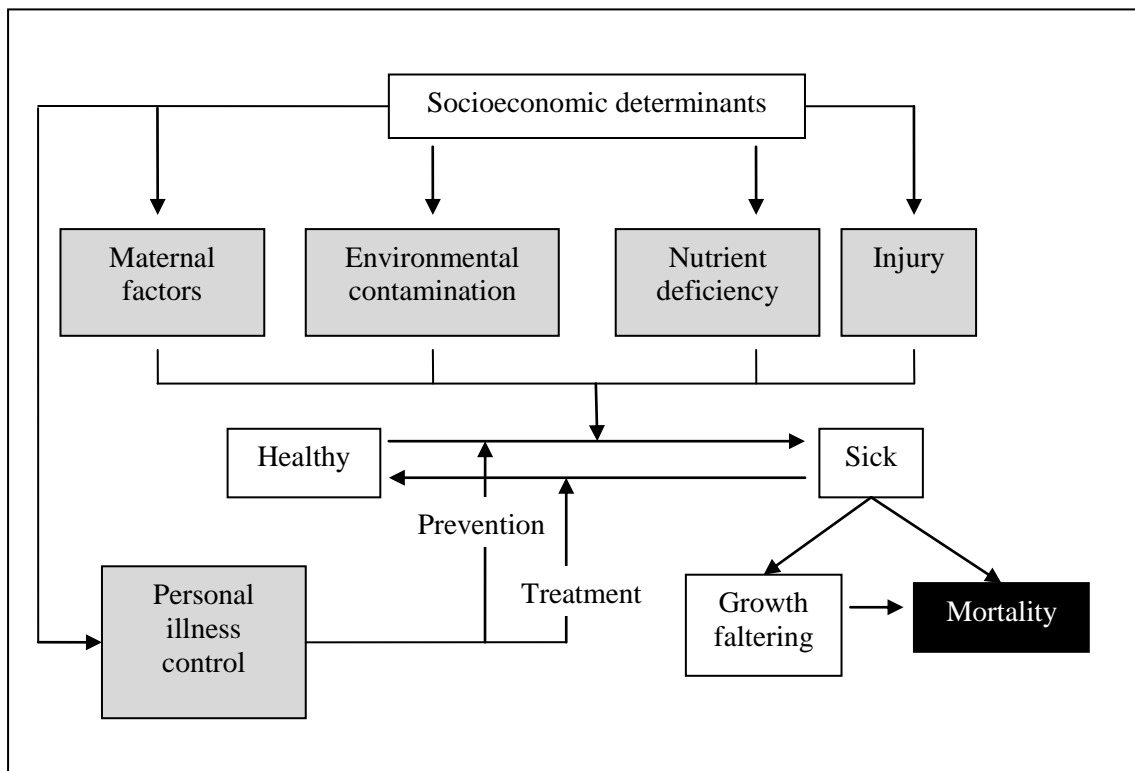 Socioeconomic determinants
Maternal
factors
Environmental
contamination
Nutrient
deficiency
Injury
Healthy
Sick
Prevention
Treatment
Personal
illness
control
Growth
faltering
Mortality